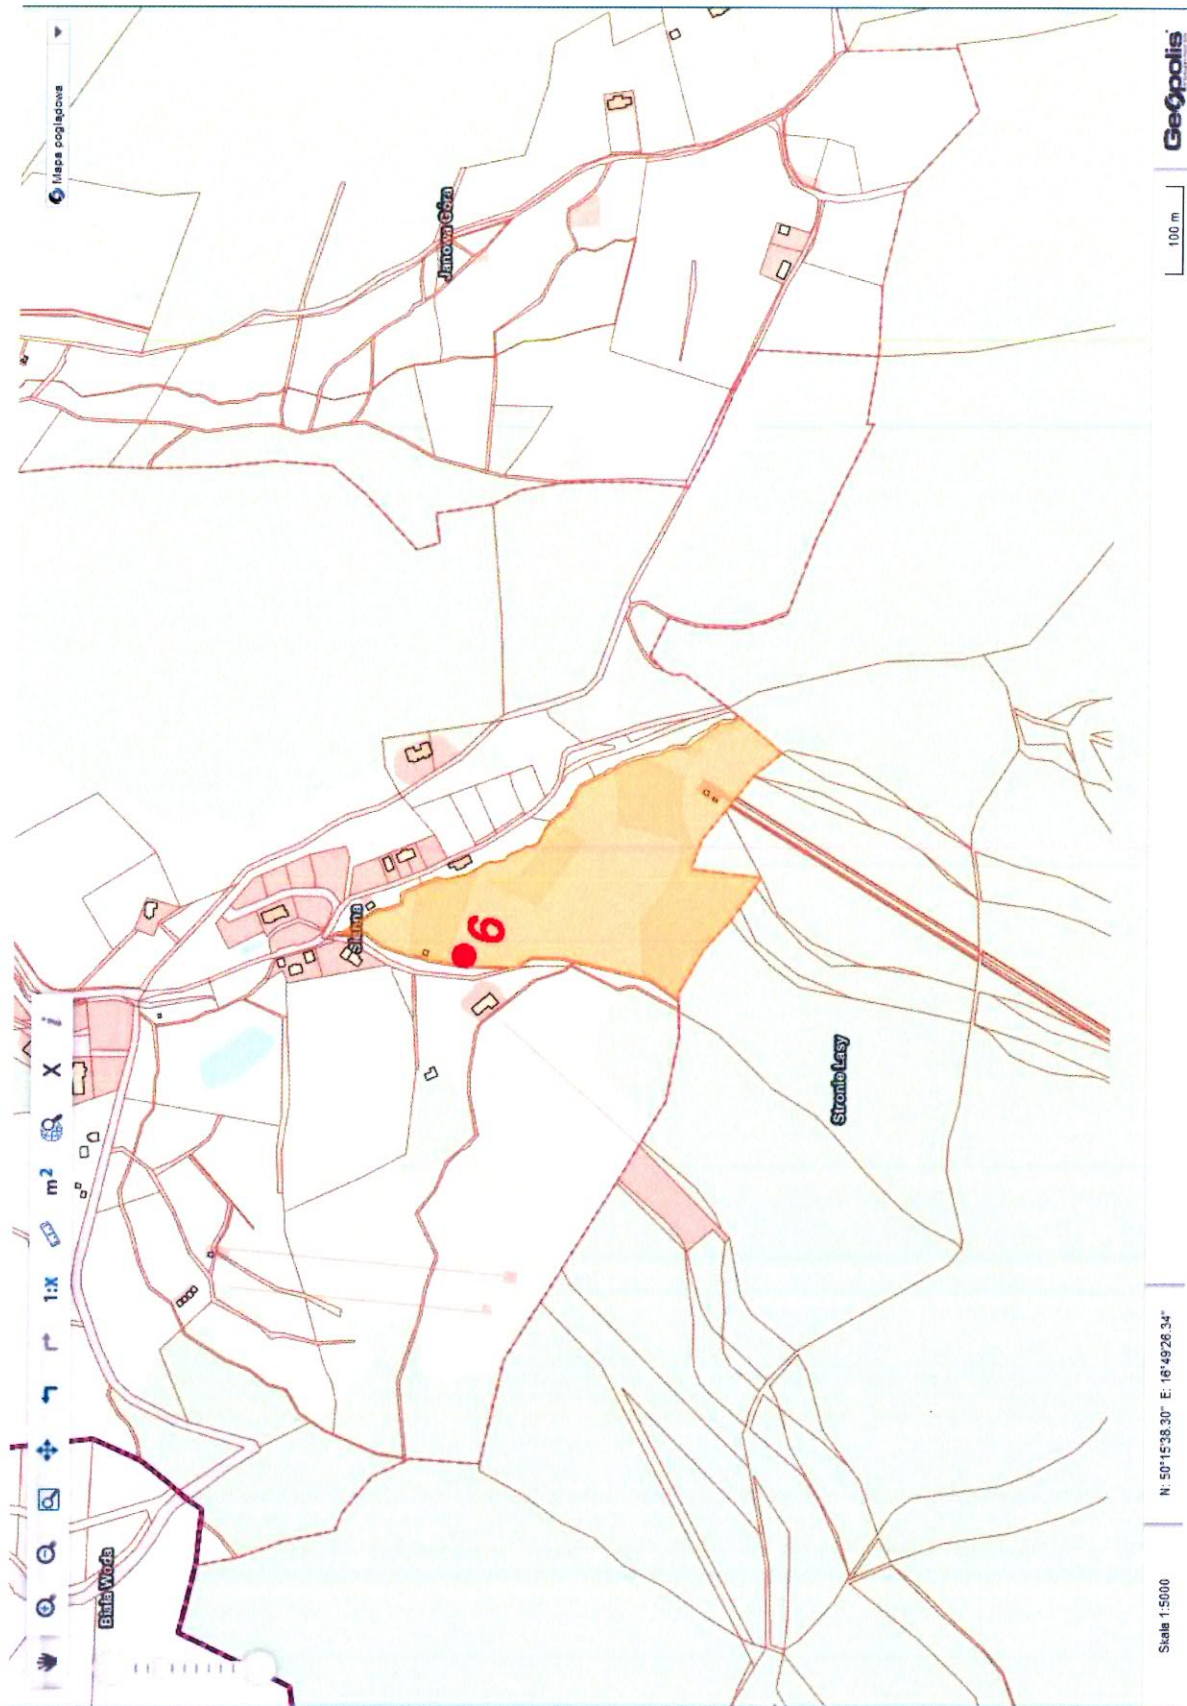 1:X
m²
X
i
Mapa poglądowa
Biała Woda
Sienna
Janowa Góra
6
Stronie Lasy
Skala 1:5000
N: 50°15'38.30" E: 16°49'26.34"
100 m
Geopolis